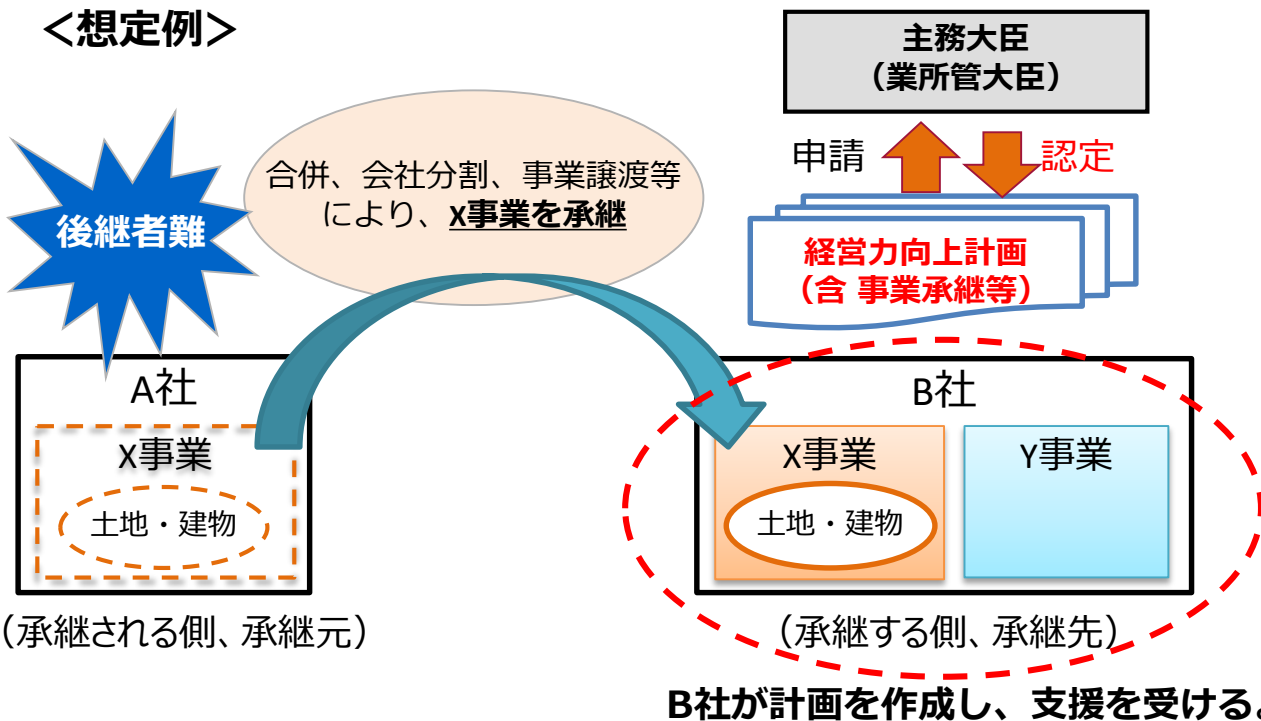 ＜想定例＞
主務大臣
（業所管大臣）
申請
認定
合併、会社分割、事業譲渡等
により、X事業を承継
後継者難
経営力向上計画
（含 事業承継等）
A社
X事業
土地・建物
（承継される側、承継元）
B社
X事業
土地・建物
Y事業
（承継する側、承継先）
B社が計画を作成し、支援を受ける。